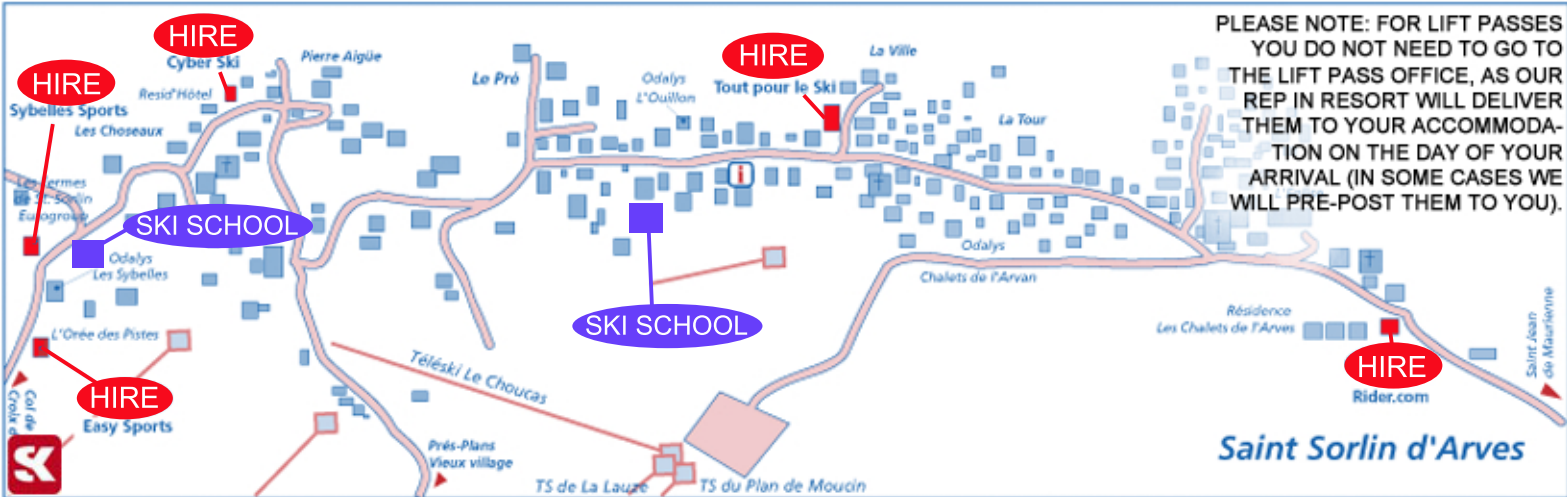 PLEASE NOTE: FOR LIFT PASSES
YOU DO NOT NEED TO GO TO
THE LIFT PASS OFFICE, AS OUR
REP IN RESORT WILL DELIVER
THEM TO YOUR ACCOMMODA-
TION ON THE DAY OF YOUR
ARRIVAL (IN SOME CASES WE
WILL PRE-POST THEM TO YOU).
HIRE
Cyber Ski
Pierre Aigüe
HIRE
Sybelles Sports
Resid'Hôtel
Les Choseaux
Le Pré
Odalys
L'Ouillon
HIRE
Tout pour le Ski
La Ville
La Tour
i
de St. Sorlin
Eurogroup
SKI SCHOOL
Odalys
Les Sybelles
SKI SCHOOL
Odalys
Chalets de l'Arvan
L'Orée des Pistes
HIRE
Easy Sports
Col de
Téléski Le Choucas
Résidence
Les Chalets de l'Arves
HIRE
Rider.com
Saint Jean
de Maurienne
Prés-Plans
Vieux village
TS de La Lauze
TS du Plan de Moucin
Saint Sorlin d'Arves
SK